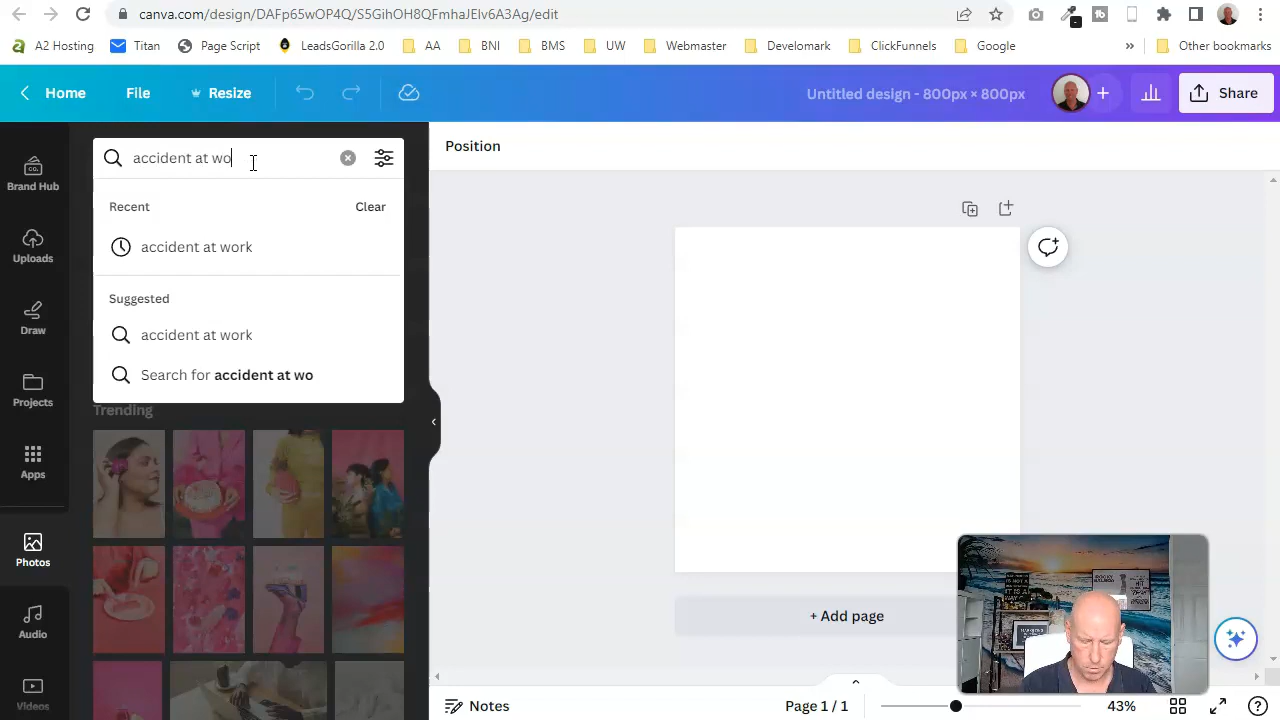 canva.com/design/DAFp65wOP4Q/S5GihOH8QFmhaJElv6A3Ag/edit
A2 Hosting
Titan
Page Script
LeadsGorilla 2.0
AA
BNI
BMS
UW
Webmaster
Develomark
ClickFunnels
Google
»
Other bookmarks
Home
File
Resize
Untitled design - 800px × 800px
+
Share
Brand Hub
Uploads
Draw
Projects
Apps
Photos
Audio
Videos
accident at wo
Recent
Clear
accident at work
Suggested
accident at work
Search for accident at wo
Trending
Position
+ Add page
Notes
Page 1 / 1
43%